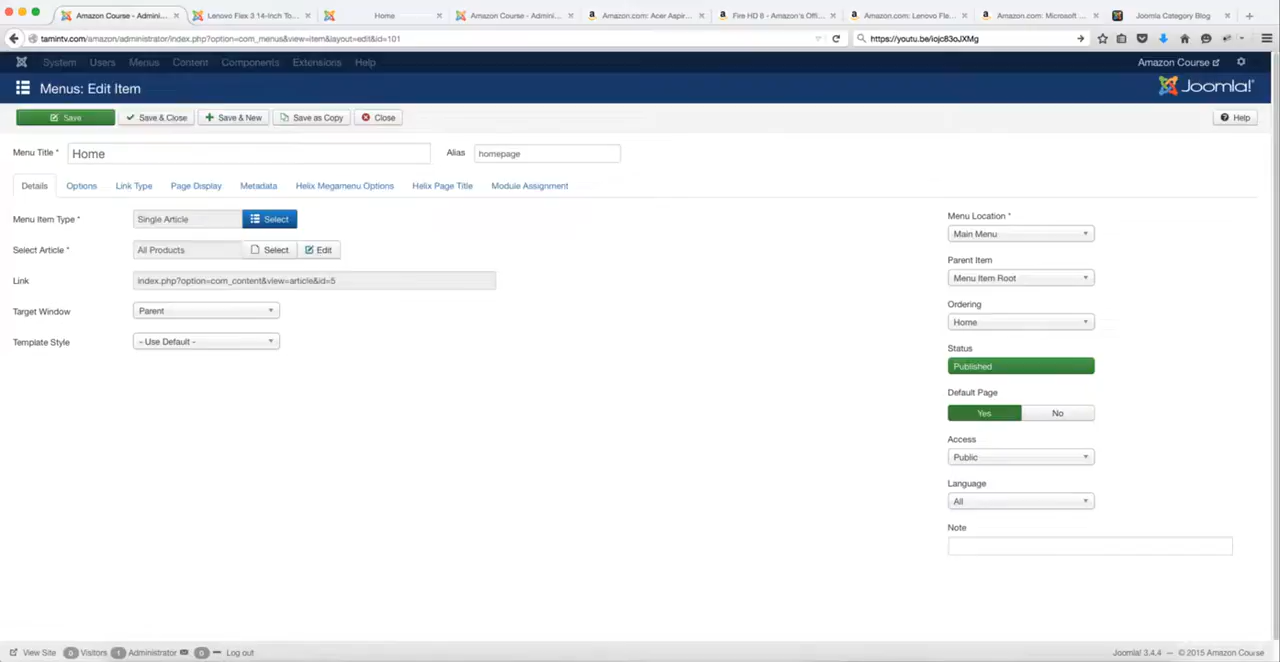 Amazon Course - Admini... Lenovo Flex 3 14-Inch To... Home Amazon Course - Admini... Amazon.com: Acer Aspir... Fire HD 8 - Amazon's Offi... Amazon.com: Lenovo Fle... Amazon.com: Microsoft ... Joomla Category Blog
tamintv.com/amazon/administrator/index.php?option=com_menus&view=item&layout=edit&id=101 https://youtu.be/iojc83oJXMg
System Users Menus Content Components Extensions Help Amazon Course
Menus: Edit Item Joomla!
Save Save & Close Save & New Save as Copy Close Help
Menu Title * Home Alias homepage
Details Options Link Type Page Display Metadata Helix Megamenu Options Helix Page Title Module Assignment
Menu Item Type * Single Article Select
Select Article * All Products Select Edit
Link index.php?option=com_content&view=article&id=5
Target Window Parent
Template Style - Use Default -
Menu Location *
Main Menu
Parent Item
Menu Item Root
Ordering
Home
Status
Published
Default Page
Yes No
Access
Public
Language
All
Note
View Site 0 Visitors 1 Administrator 0 Log out Joomla! 3.4.4 — © 2015 Amazon Course